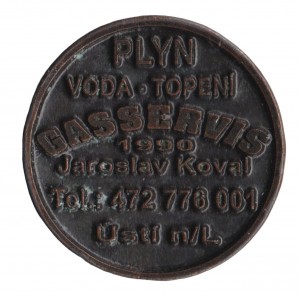 PLYN
VODA - TOPENÍ
GASSERVIS
1990
Jaroslav Koval
Tel.: 472 776 001
Ústí n/L